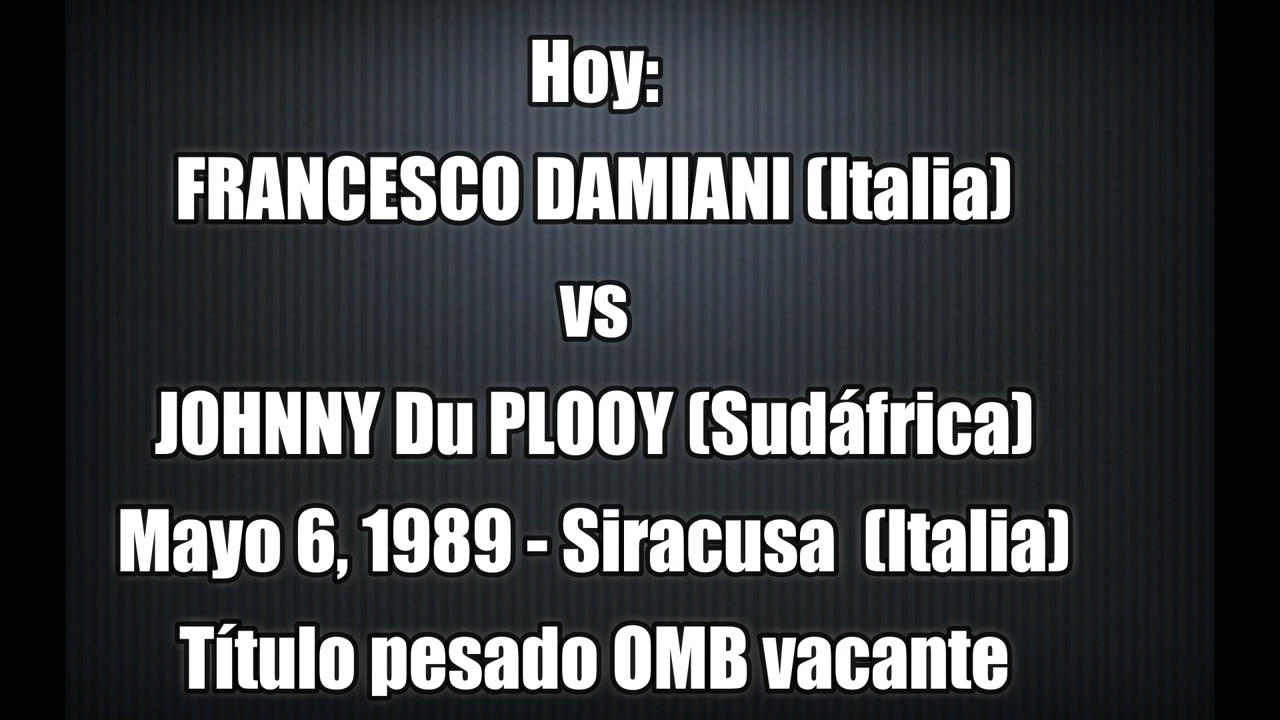 Hoy:
FRANCESCO DAMIANI (Italia)
VS
JOHNNY Du PLOOY (Sudáfrica)
Mayo 6, 1989 - Siracusa (Italia)
Título pesado OMB vacante